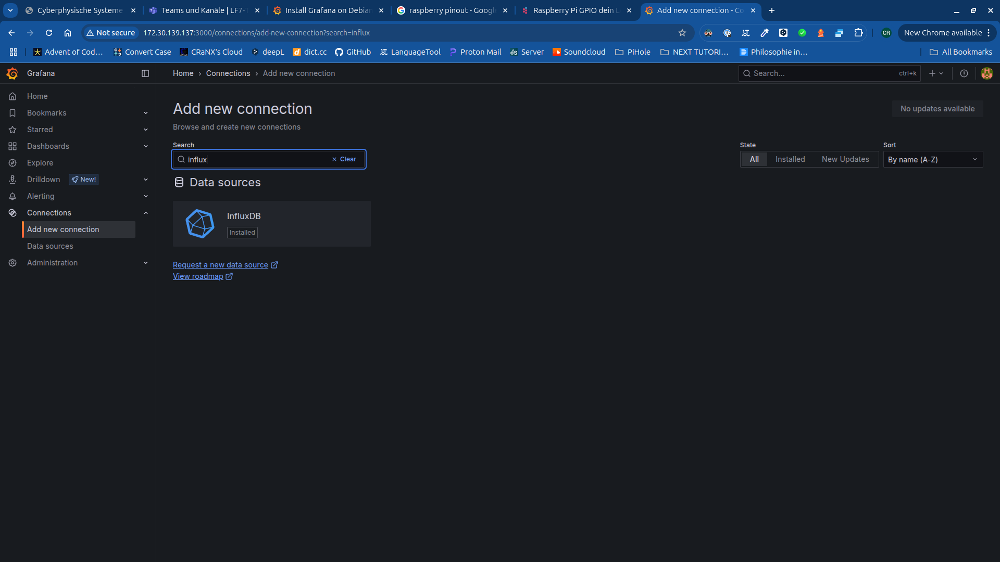 Cyberphysische Systeme
Teams und Kanäle | LF7-T
Install Grafana on Debian
raspberry pinout - Google
Raspberry Pi GPIO dein L
Add new connection - Co
Not secure
172.30.139.137:3000/connections/add-new-connection?search=influx
CR
New Chrome available
Advent of Cod…
Convert Case
CRaNX's Cloud
deepL
dict.cc
GitHub
LanguageTool
Proton Mail
Server
Soundcloud
PiHole
NEXT TUTORI…
Philosophie in…
All Bookmarks
Grafana
Home
Connections
Add new connection
Search...
ctrl+k
Home
Bookmarks
Starred
Dashboards
Explore
Drilldown
New!
Alerting
Connections
Add new connection
Data sources
Administration
Add new connection
No updates available
Browse and create new connections
Search
influx
Clear
State
All
Installed
New Updates
Sort
By name (A-Z)
Data sources
InfluxDB
Installed
Request a new data source
View roadmap